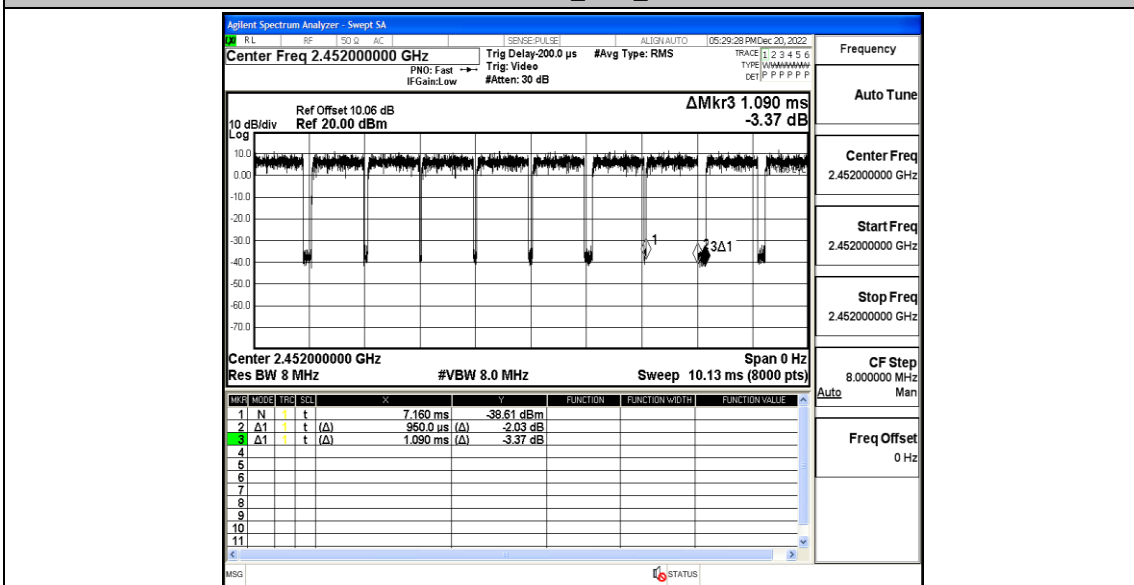 Agilent Spectrum Analyzer - Swept SA
RL RF 50 Ω AC SENSE:PULSE ALIGNAUTO 05:29:28 PM Dec 20, 2022
Center Freq 2.452000000 GHz
PNO: Fast
IFGain:Low
Trig Delay-200.0 µs
Trig: Video
#Atten: 30 dB
#Avg Type: RMS
TRACE 1 2 3 4 5 6
TYPE
DET P P P P P P
Ref Offset 10.06 dB
Ref 20.00 dBm
10 dB/div
Log
ΔMkr3 1.090 ms
-3.37 dB
10.0
0.00
-10.0
-20.0
-30.0
-40.0
-50.0
-60.0
-70.0
1
3Δ1
Center 2.452000000 GHz Span 0 Hz
Res BW 8 MHz #VBW 8.0 MHz Sweep 10.13 ms (8000 pts)
MKR MODE TRC SCL X Y FUNCTION FUNCTION WIDTH FUNCTION VALUE
1 N 1 t 7.160 ms -38.61 dBm
2 Δ1 1 t (Δ) 950.0 µs (Δ) -2.03 dB
3 Δ1 1 t (Δ) 1.090 ms (Δ) -3.37 dB
4
5
6
7
8
9
10
11
MSG STATUS
Frequency
Auto Tune
Center Freq
2.452000000 GHz
Start Freq
2.452000000 GHz
Stop Freq
2.452000000 GHz
CF Step
8.000000 MHz
Auto Man
Freq Offset
0 Hz